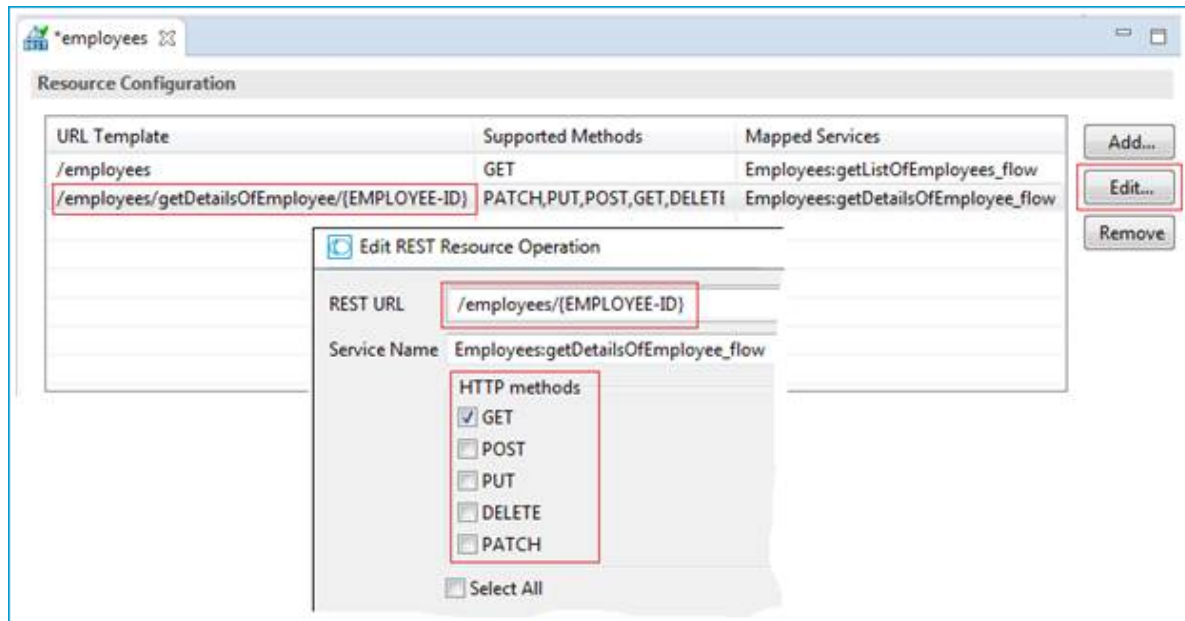 *employees
Resource Configuration
URL Template Supported Methods Mapped Services
Add...
/employees GET Employees:getListOfEmployees_flow
/employees/getDetailsOfEmployee/{EMPLOYEE-ID} PATCH,PUT,POST,GET,DELETE Employees:getDetailsOfEmployee_flow
Edit...
Remove
Edit REST Resource Operation
REST URL /employees/{EMPLOYEE-ID}
Service Name Employees:getDetailsOfEmployee_flow
HTTP methods
GET
POST
PUT
DELETE
PATCH
Select All